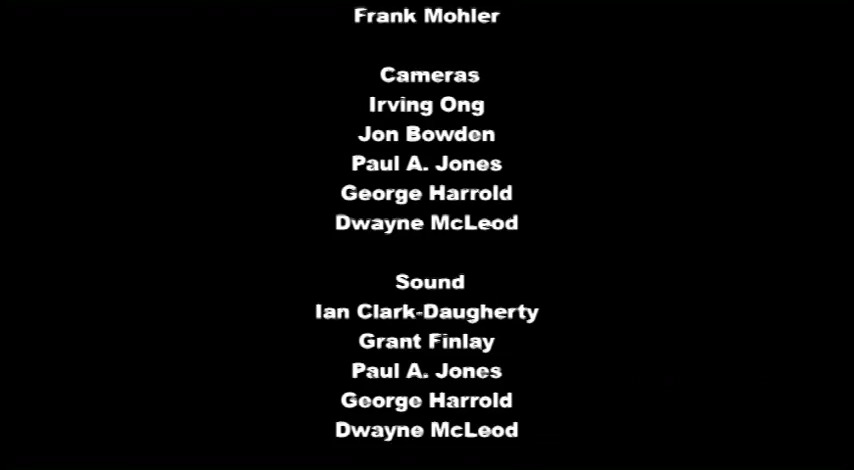 Frank Mohler
Cameras
Irving Ong
Jon Bowden
Paul A. Jones
George Harrold
Dwayne McLeod
Sound
Ian Clark-Daugherty
Grant Finlay
Paul A. Jones
George Harrold
Dwayne McLeod